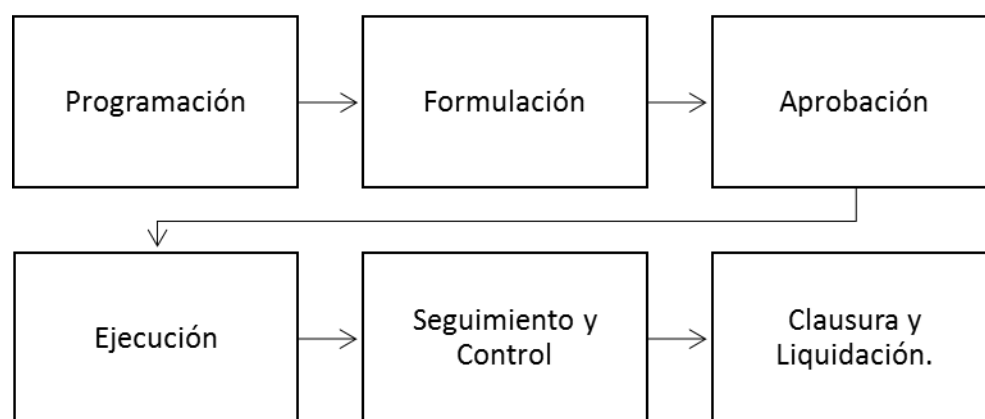 Programación
Formulación
Aprobación
Ejecución
Seguimiento y
Control
Clausura y
Liquidación.